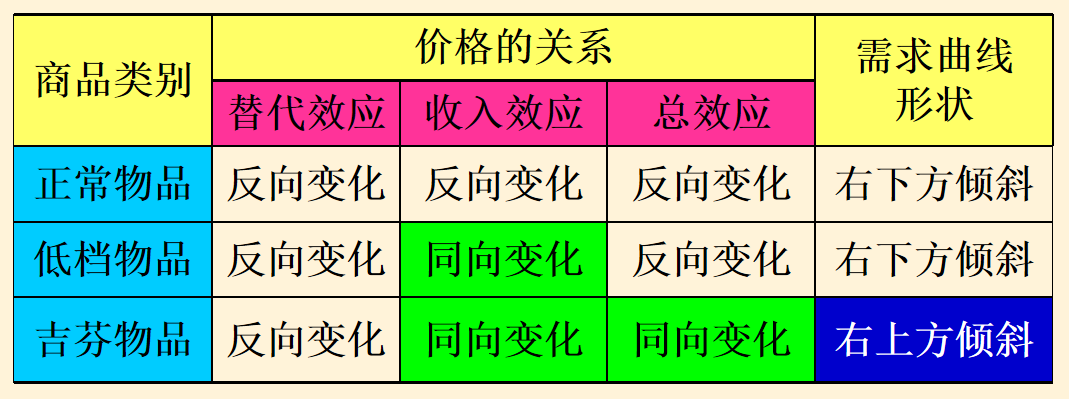 商品类别
价格的关系
需求曲线
形状
替代效应
收入效应
总效应
正常物品
反向变化
反向变化
反向变化
右下方倾斜
低档物品
反向变化
同向变化
反向变化
右下方倾斜
吉芬物品
反向变化
同向变化
同向变化
右上方倾斜